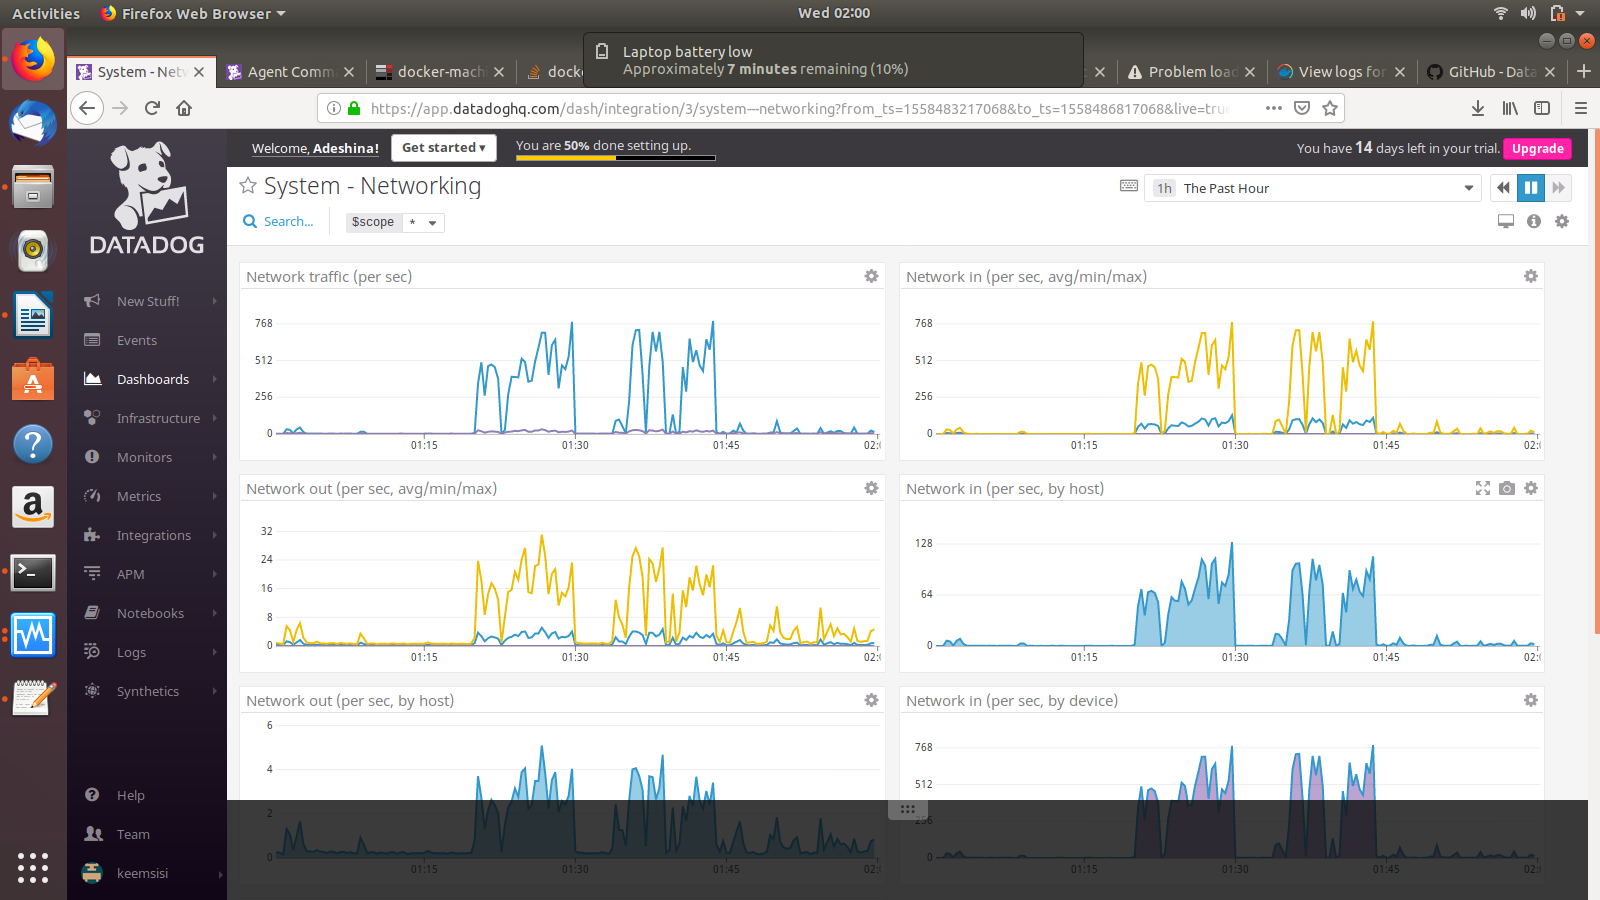 Activities
Firefox Web Browser
Wed 02:00
Laptop battery low
Approximately 7 minutes remaining (10%)
System - Netw
Agent Comm
docker-mach
docke
Problem load
View logs for
GitHub - Data
https://app.datadoghq.com/dash/integration/3/system---networking?from_ts=1558483217068&to_ts=1558486817068&live=true
DATADOG
New Stuff!
Events
Dashboards
Infrastructure
Monitors
Metrics
Integrations
APM
Notebooks
Logs
Synthetics
Help
Team
keemsisi
Welcome, Adeshina!
Get started ▾
You are 50% done setting up.
You have 14 days left in your trial.
Upgrade
System - Networking
1h The Past Hour
Search...
$scope *
Network traffic (per sec)
768
512
256
0
01:15 01:30 01:45 02:0
Network in (per sec, avg/min/max)
768
512
256
0
01:15 01:30 01:45 02:0
Network out (per sec, avg/min/max)
32
24
16
8
0
01:15 01:30 01:45 02:0
Network in (per sec, by host)
128
64
0
01:15 01:30 01:45 02:0
Network out (per sec, by host)
6
4
2
0
01:15 01:30 01:45 02:0
Network in (per sec, by device)
768
512
256
0
01:15 01:30 01:45 02:0